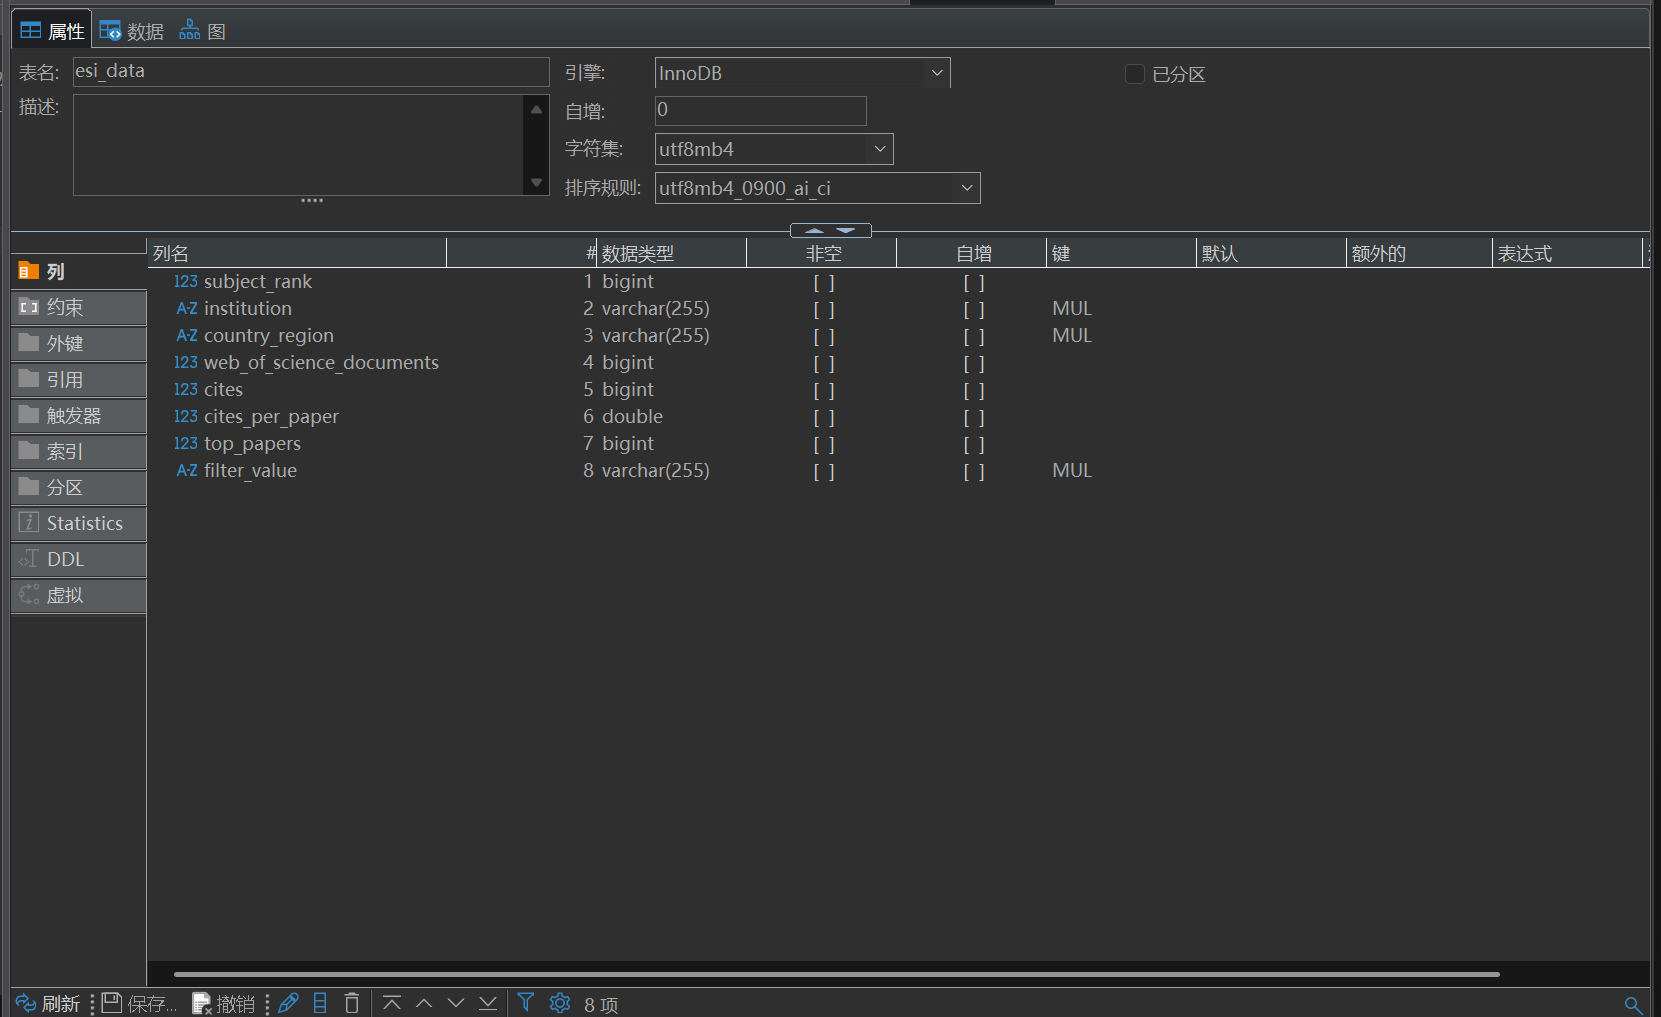 属性 数据 图
表名: esi_data 引擎: InnoDB 已分区
描述: 自增: 0
字符集: utf8mb4
排序规则: utf8mb4_0900_ai_ci
列名 # 数据类型 非空 自增 键 默认 额外的 表达式
列
约束
外键
引用
触发器
索引
分区
Statistics
DDL
虚拟
123 subject_rank 1 bigint [ ] [ ]
A-Z institution 2 varchar(255) [ ] [ ] MUL
A-Z country_region 3 varchar(255) [ ] [ ] MUL
123 web_of_science_documents 4 bigint [ ] [ ]
123 cites 5 bigint [ ] [ ]
123 cites_per_paper 6 double [ ] [ ]
123 top_papers 7 bigint [ ] [ ]
A-Z filter_value 8 varchar(255) [ ] [ ] MUL
刷新 保存... 撤销 8 项